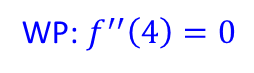 WP: f''(4) = 0